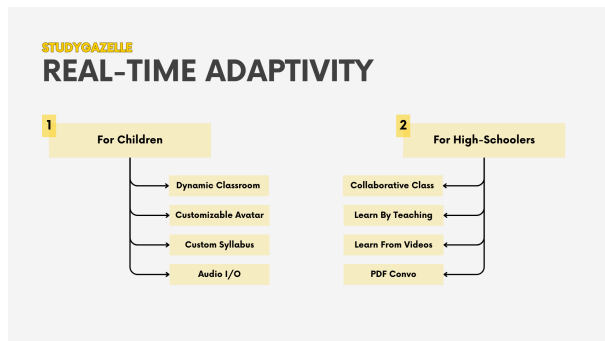 STUDYGAZELLE
REAL-TIME ADAPTIVITY
1
For Children
Dynamic Classroom
Customizable Avatar
Custom Syllabus
Audio I/O
2
For High-Schoolers
Collaborative Class
Learn By Teaching
Learn From Videos
PDF Convo